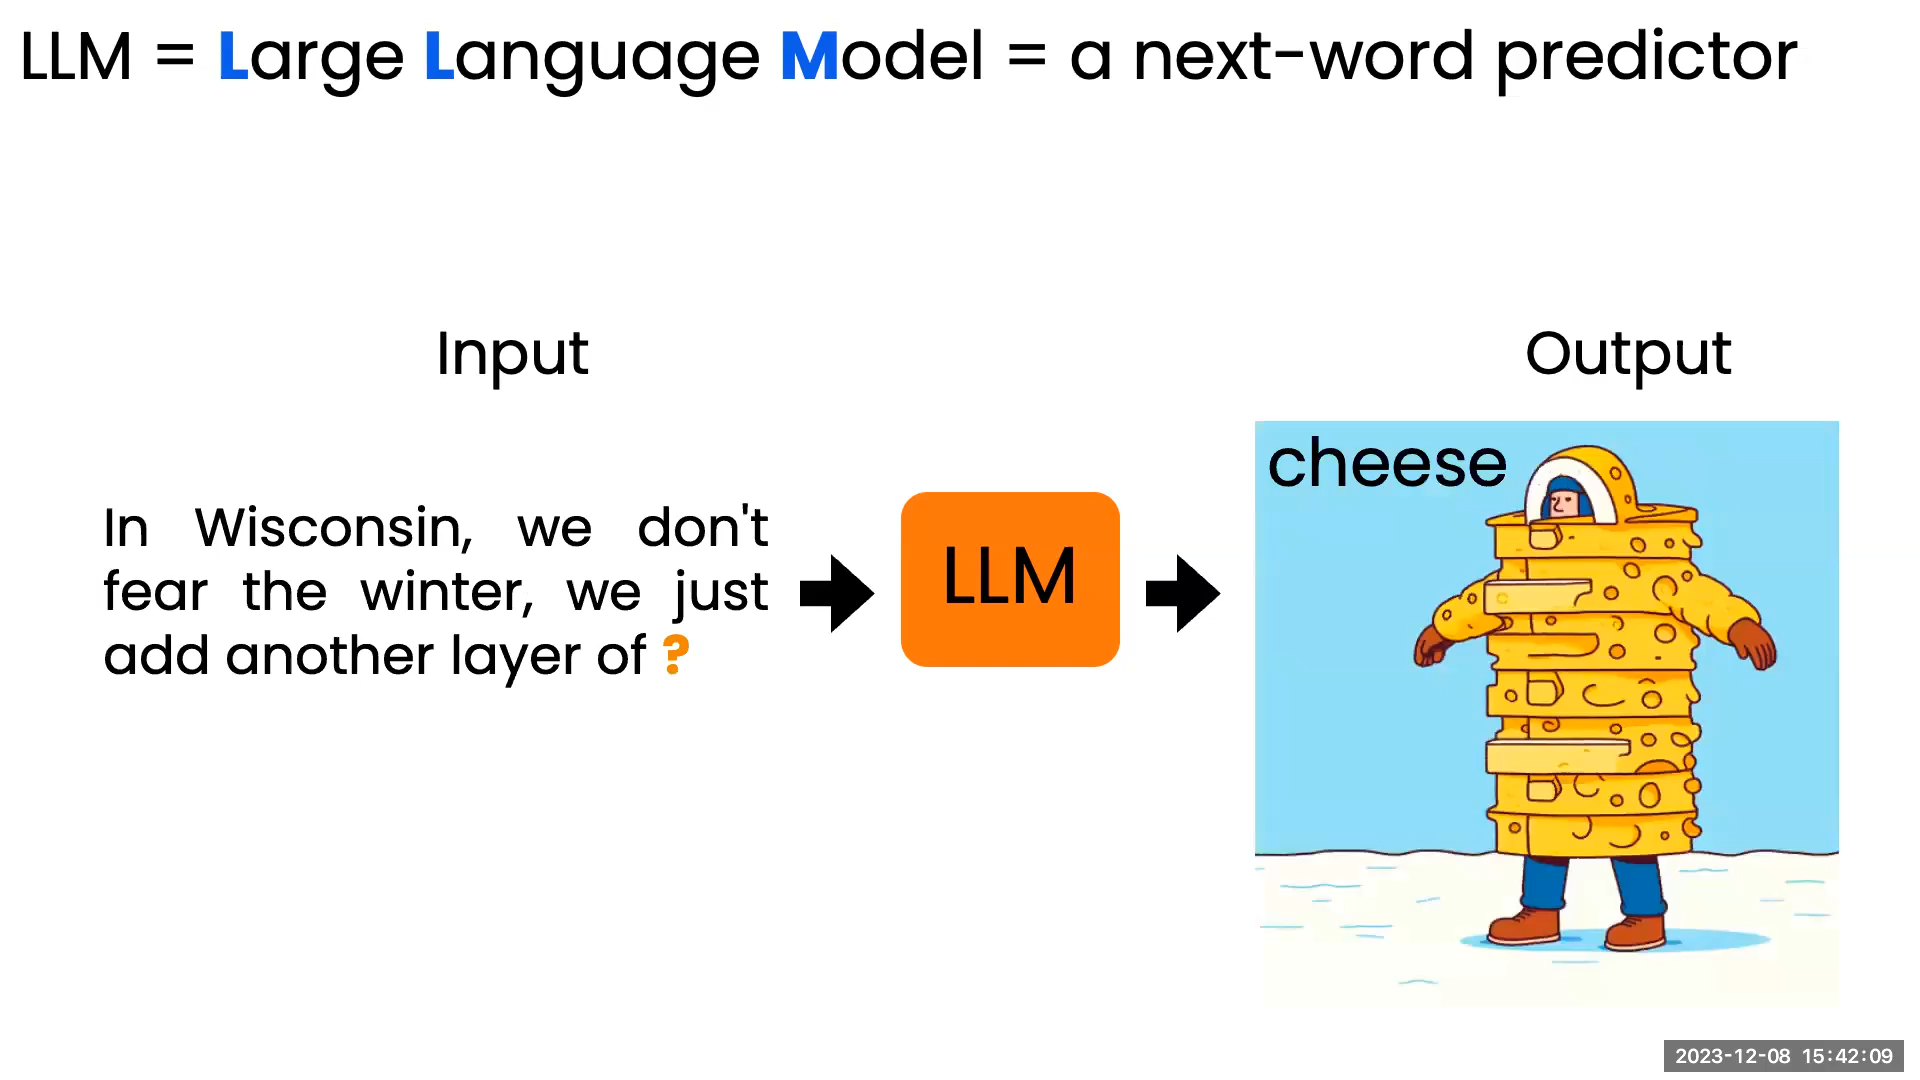 LLM = Large Language Model = a next-word predictor
Input
Output
In Wisconsin, we don't
fear the winter, we just
add another layer of ?
LLM
cheese
2023-12-08 15:42:09